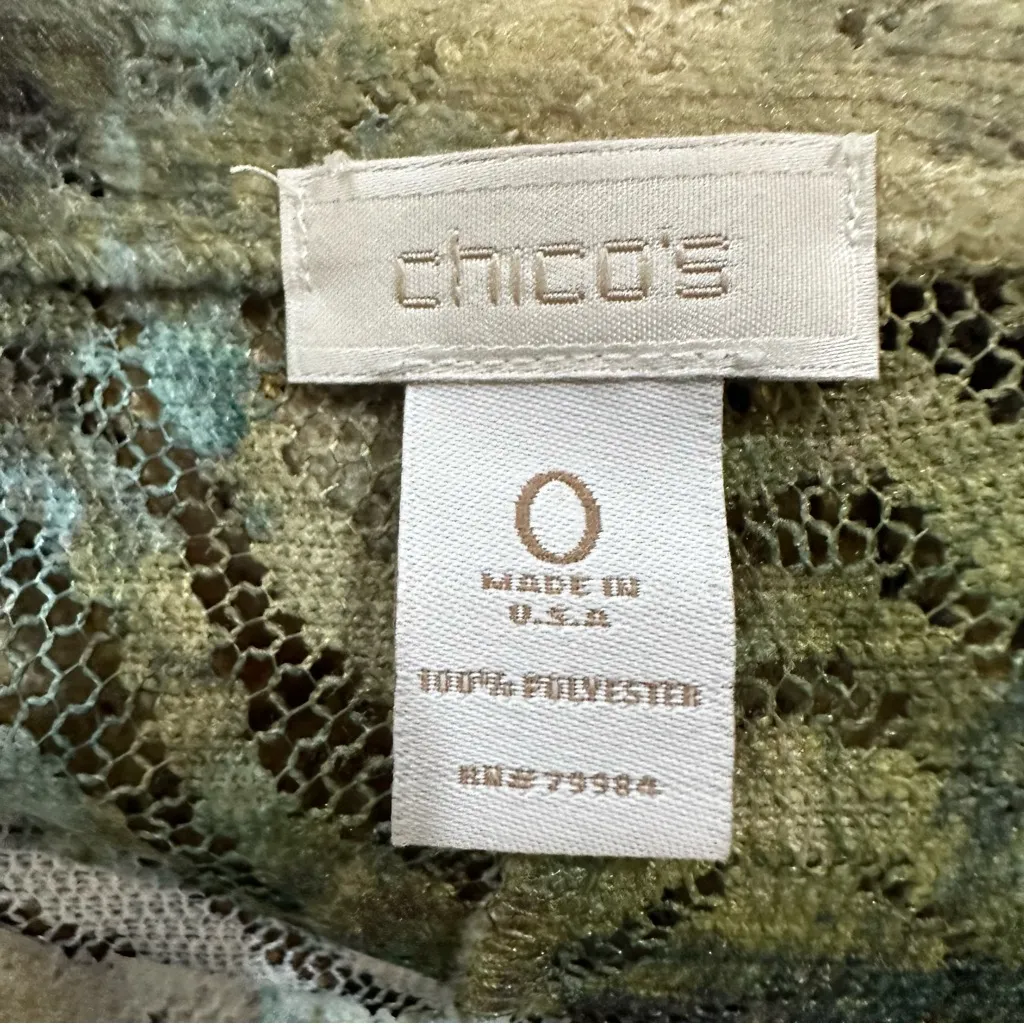 chico's
0
MADE IN
U.S.A
100% POLYESTER
RN# 79984